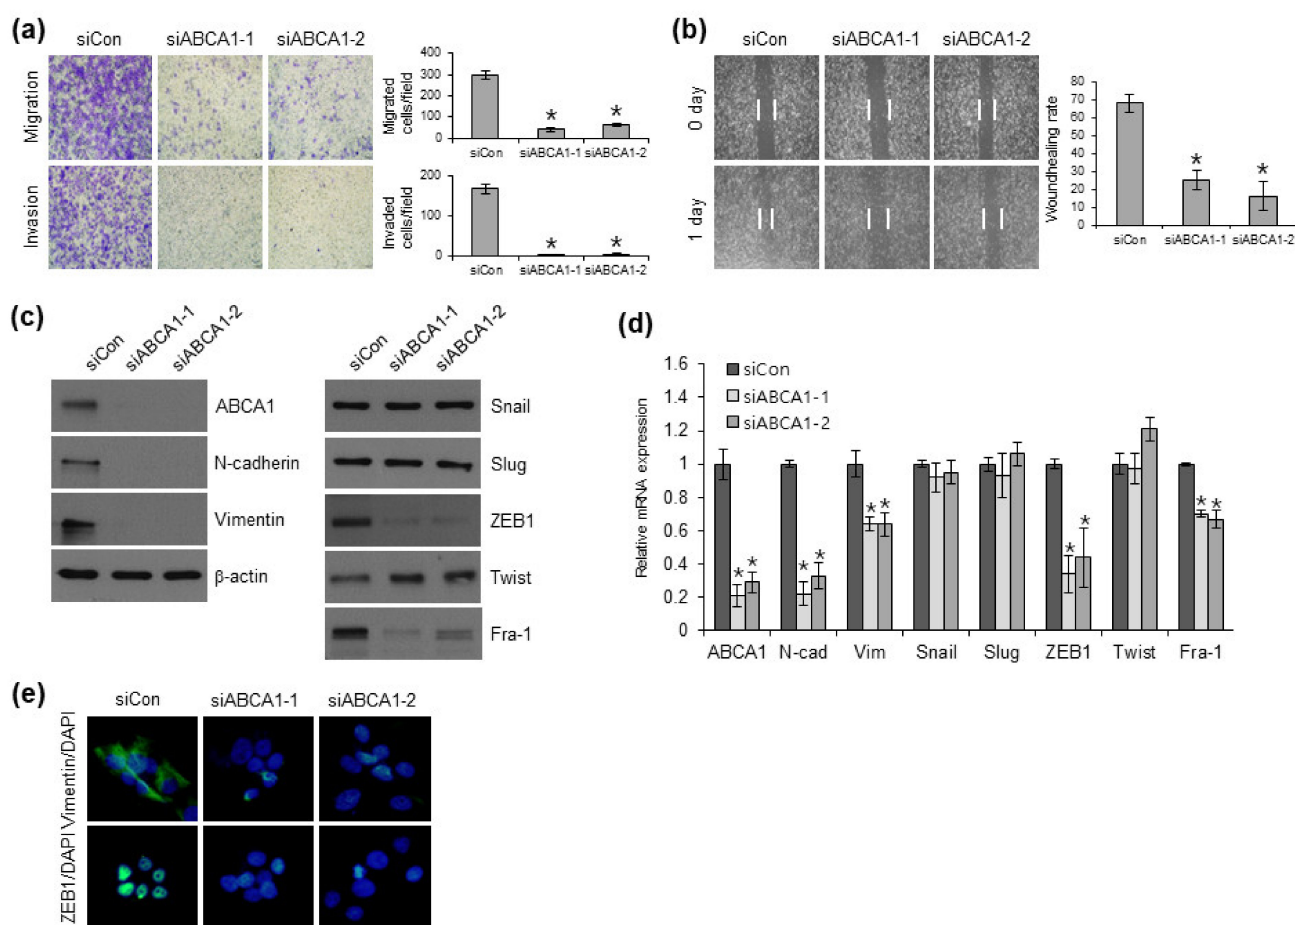 (a)
siCon siABCA1-1 siABCA1-2
Migration
Invasion
400
300
200
100
0
Migrated
cells/field
siCon siABCA1-1 siABCA1-2
* *
200
100
0
Invaded
cells/field
siCon siABCA1-1 siABCA1-2
* *
(b)
siCon siABCA1-1 siABCA1-2
0 day
1 day
80
70
60
50
40
30
20
10
0
Woundhealing rate
* *
siCon siABCA1-1 siABCA1-2
(c)
siCon siABCA1-1 siABCA1-2
ABCA1
N-cadherin
Vimentin
β-actin
siCon siABCA1-1 siABCA1-2
Snail
Slug
ZEB1
Twist
Fra-1
(d)
1.6
1.4
1.2
1
0.8
0.6
0.4
0.2
0
Relative mRNA expression
siCon
siABCA1-1
siABCA1-2
* * * * * * * * * *
ABCA1 N-cad Vim Snail Slug ZEB1 Twist Fra-1
(e)
siCon siABCA1-1 siABCA1-2
Vimentin/DAPI
ZEB1/DAPI